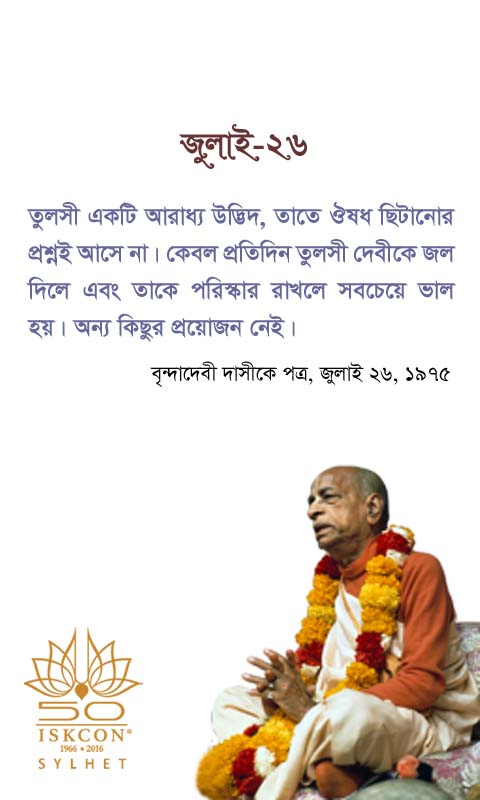 জুলাই-২৬
তুলসী একটি আরাধ্য উদ্ভিদ, তাতে ঔষধ ছিটানোর
প্রশ্নই আসে না। কেবল প্রতিদিন তুলসী দেবীকে জল
দিলে এবং তাকে পরিস্কার রাখলে সবচেয়ে ভাল
হয়। অন্য কিছুর প্রয়োজন নেই।
বৃন্দাদেবী দাসীকে পত্র, জুলাই ২৬, ১৯৭৫
50
ISKCON®
1966 • 2016
SYLHET